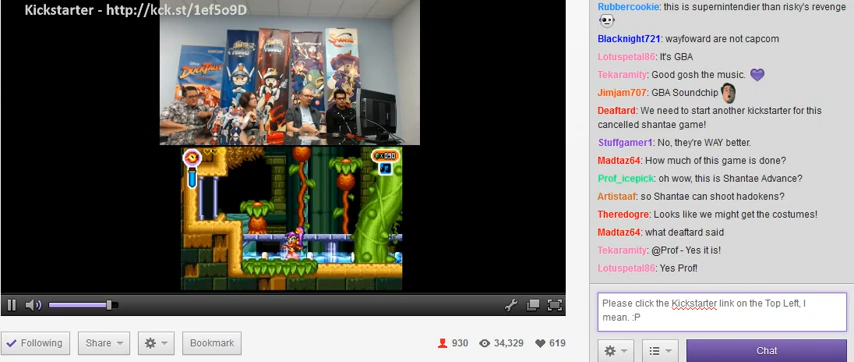 Kickstarter - http://kck.st/1ef5o9D
DUCKTALES
Rubbercookie: this is supernintendier than risky's revenge
Blacknight721: wayfoward are not capcom
Lotuspetal86: It's GBA
Tekaramity: Good gosh the music.
Jimjam707: GBA Soundchip
Deaftard: We need to start another kickstarter for this
cancelled shantae game!
Stuffgamer1: No, they're WAY better.
Madtaz64: How much of this game is done?
Prof_icepick: oh wow, this is Shantae Advance?
Artistaaf: so Shantae can shoot hadokens?
Theredogre: Looks like we might get the costumes!
Madtaz64: what deaftard said
Tekaramity: @Prof - Yes it is!
Lotuspetal86: Yes Prof!
Please click the Kickstarter link on the Top Left, I
mean. :P
Following
Share
Bookmark
930
34,329
619
Chat